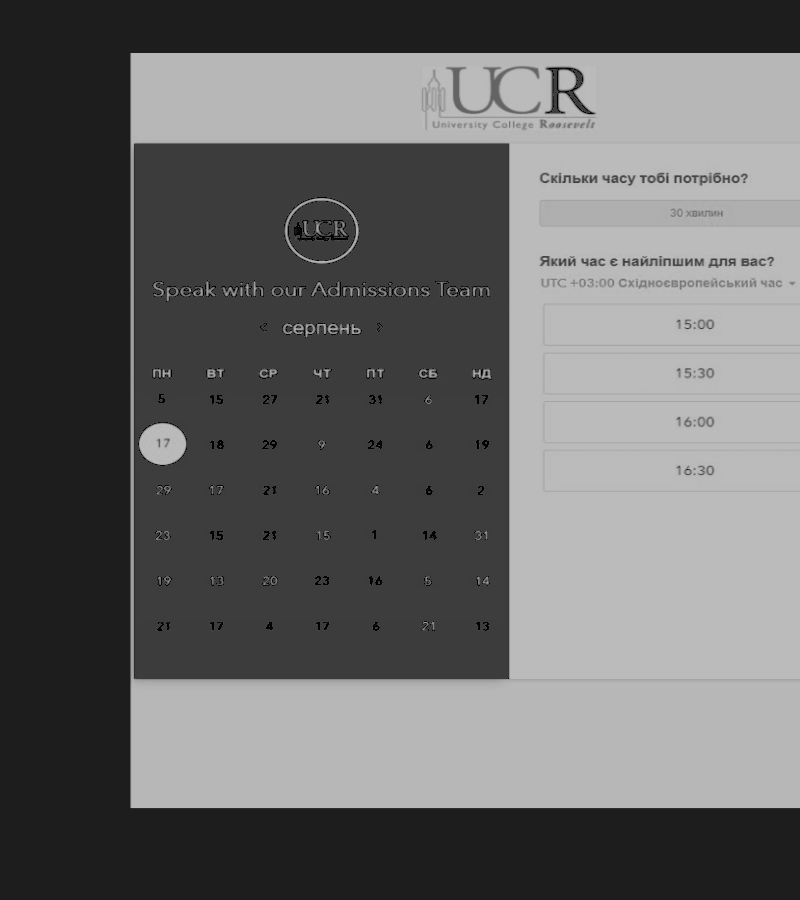 UCR
University College Roosevelt
UCR
Speak with our Admissions Team
< серпень >
ПН ВТ СР ЧТ ПТ СБ НД
5 15 27 21 31 6 17
17 18 29 9 24 6 19
29 17 21 16 4 6 2
23 15 21 15 1 14 31
19 13 20 23 16 5 14
21 17 4 17 6 21 13
Скільки часу тобі потрібно?
30 хвилин
Який час є найліпшим для вас?
UTC +03:00 Східноєвропейський час
15:00
15:30
16:00
16:30